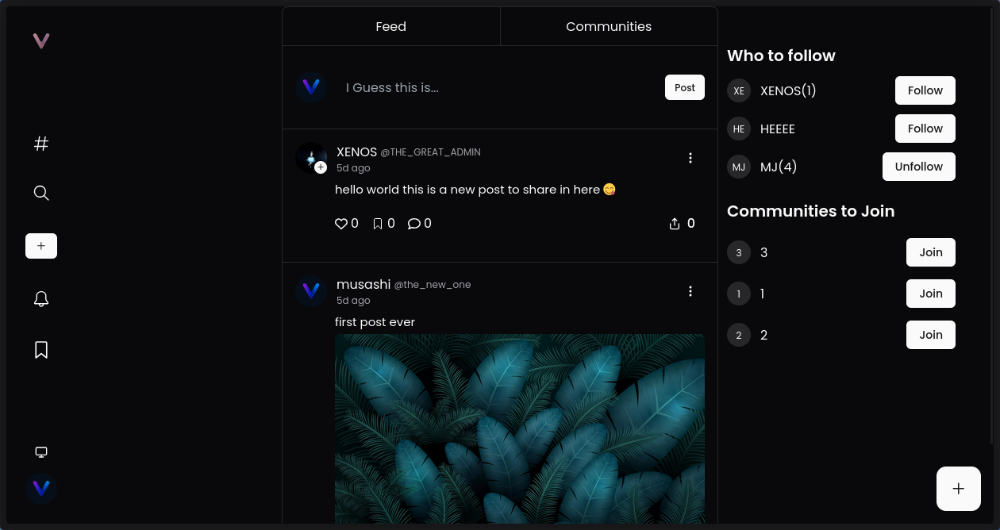 Feed
Communities
I Guess this is...
Post
XENOS @THE_GREAT_ADMIN
5d ago
hello world this is a new post to share in here 😋
0
0
0
0
musashi @the_new_one
5d ago
first post ever
Who to follow
XE XENOS(1) Follow
HE HEEEE Follow
MJ MJ(4) Unfollow
Communities to Join
3 3 Join
1 1 Join
2 2 Join